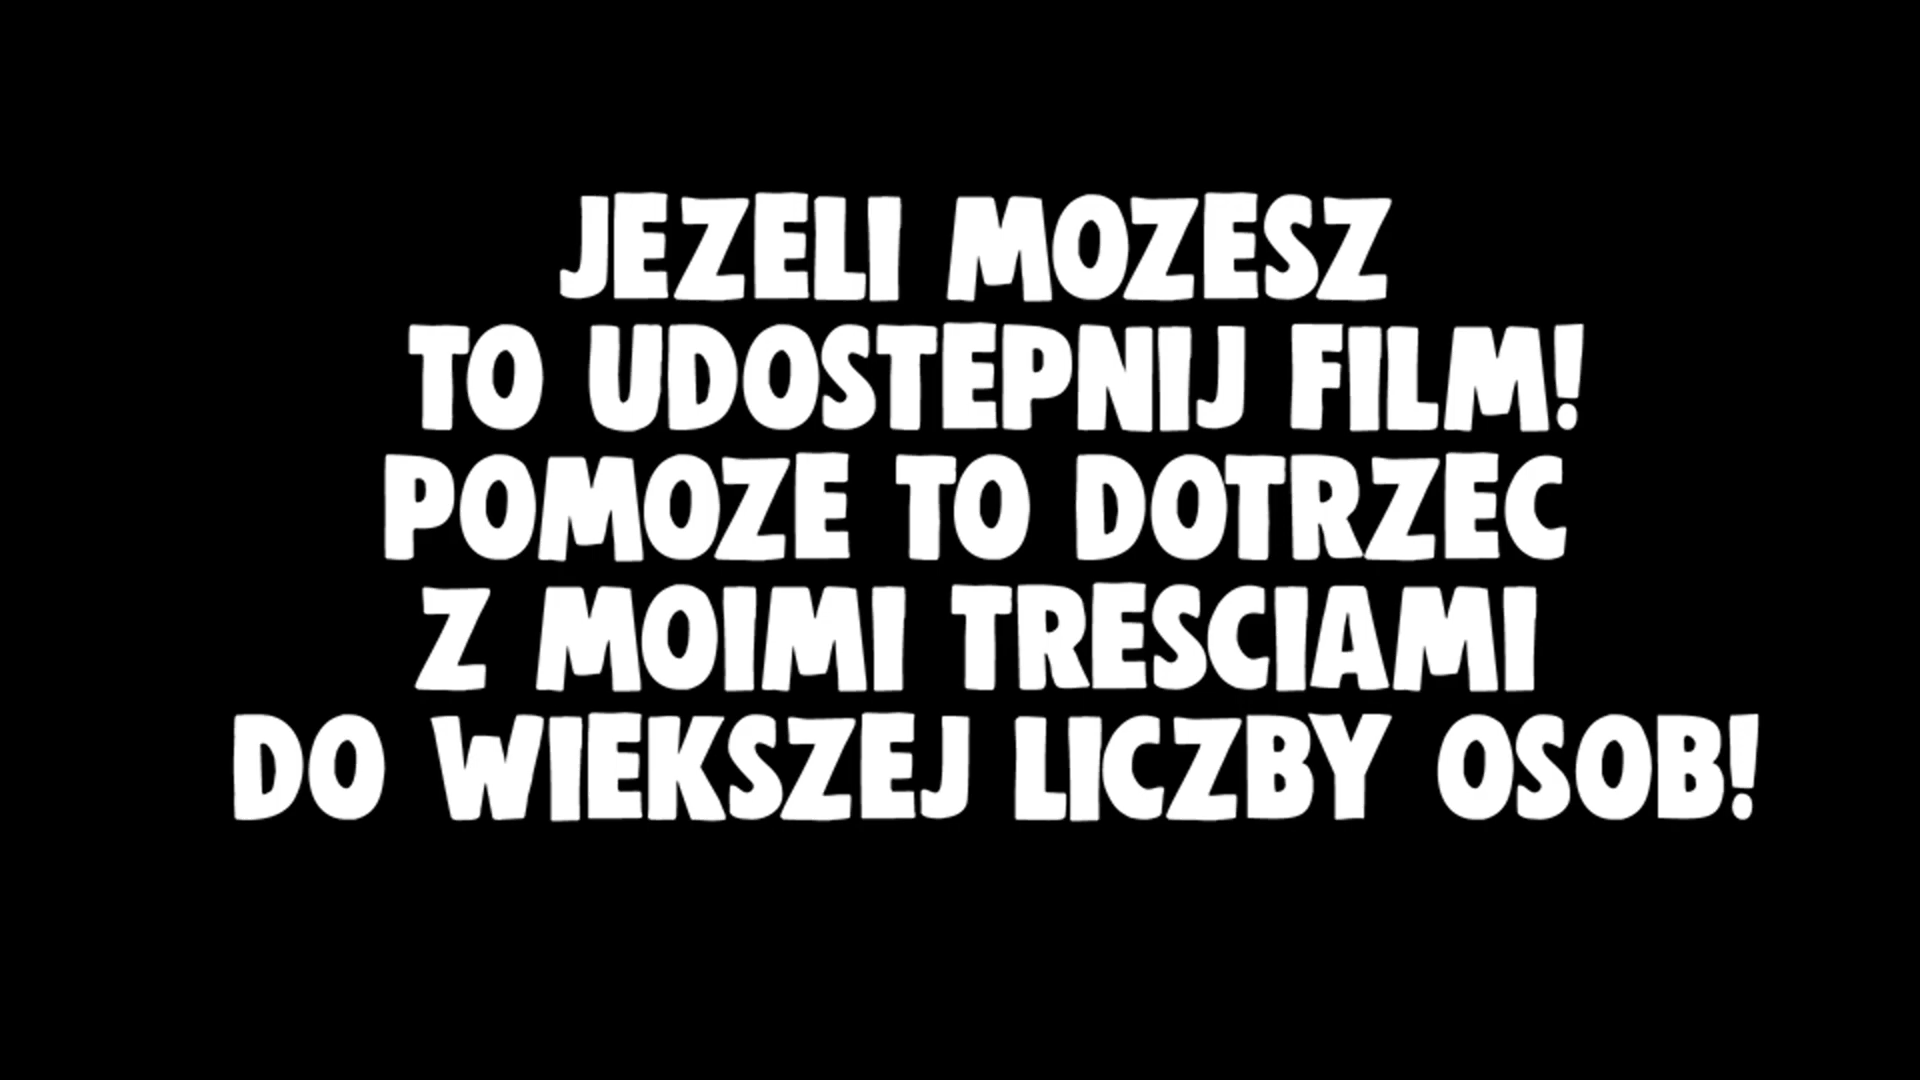 JEZELI MOZESZ
TO UDOSTEPNIJ FILM!
POMOZE TO DOTRZEC
Z MOIMI TRESCIAMI
DO WIEKSZEJ LICZBY OSOB!